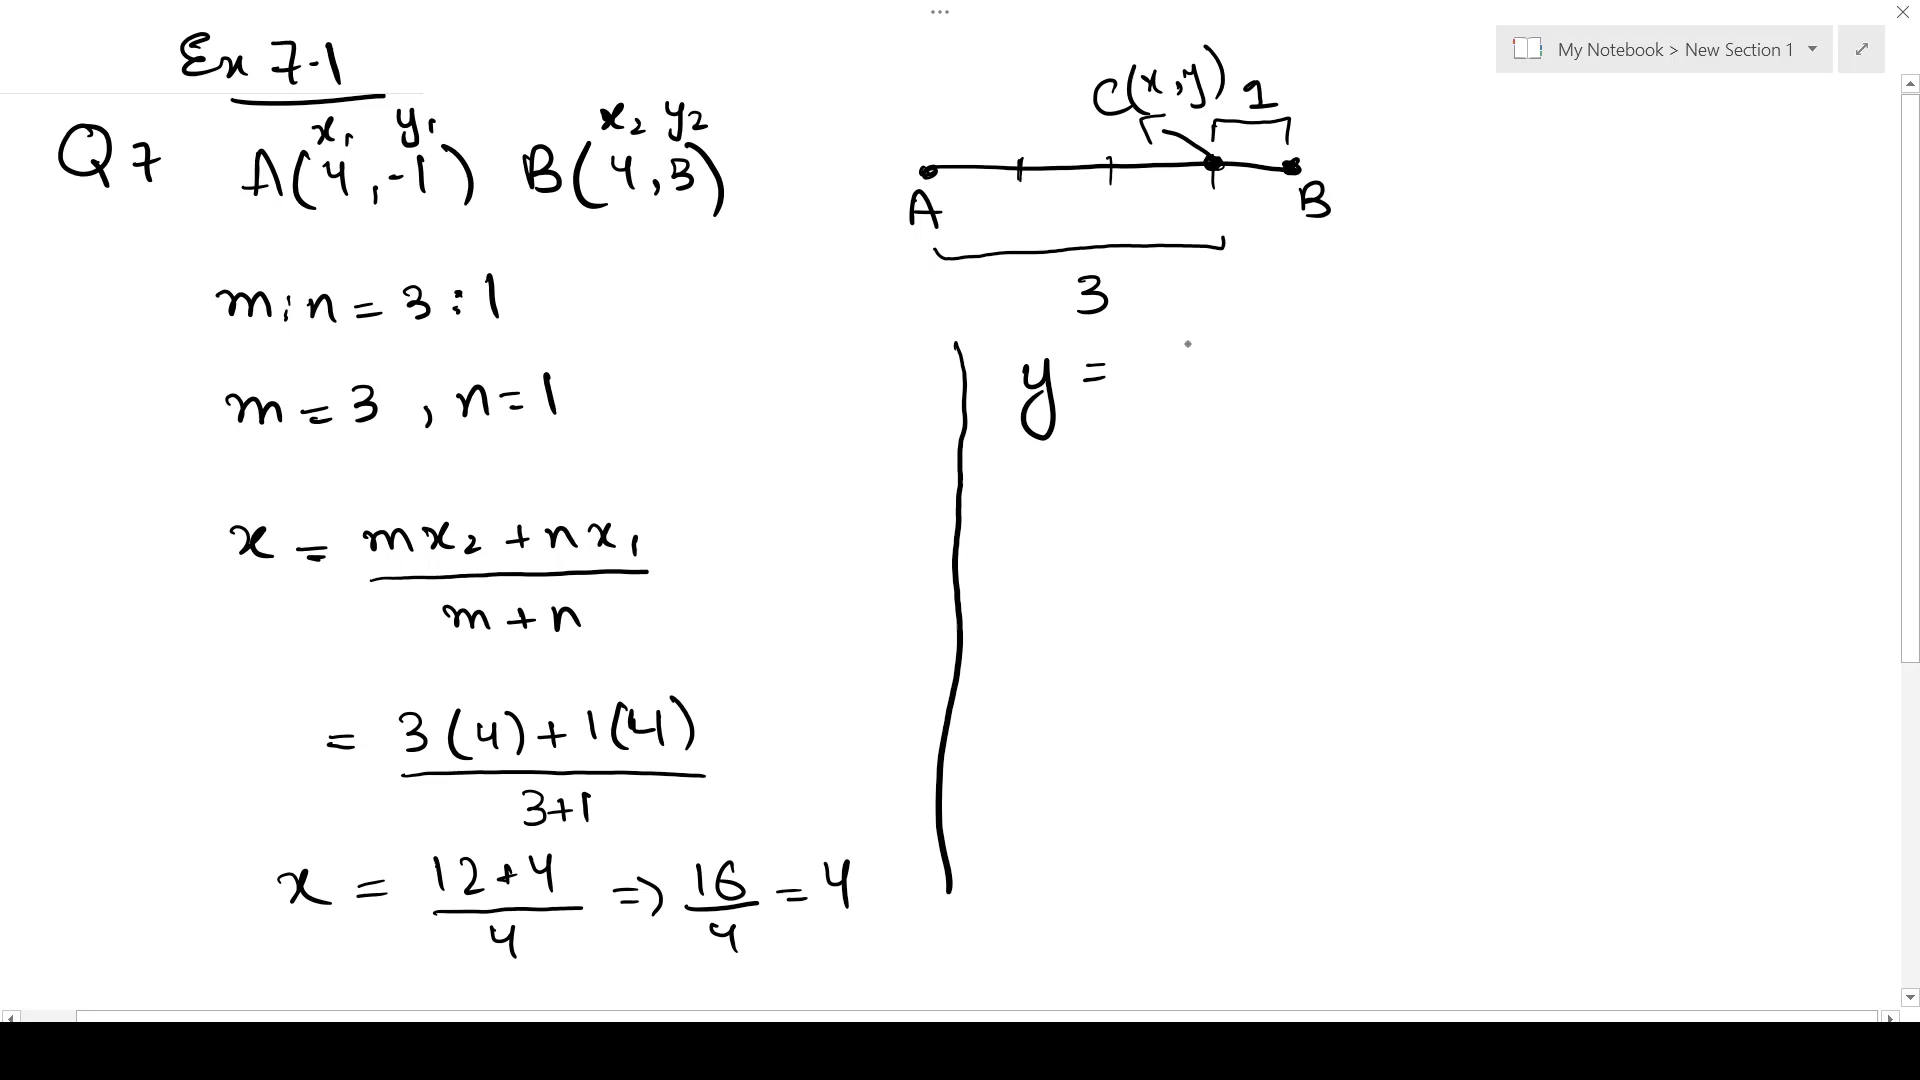 My Notebook > New Section 1
Ex 7.1
x₁ y₁ x₂ y₂
Q7 A(4,-1) B(4,3)
C(x,y) 1
A B
3
m:n = 3:1
m = 3 , n = 1
x = mx₂ + nx₁
m + n
= 3(4)+1(4)
3+1
x = 12+4 => 16 = 4
4 4
y =